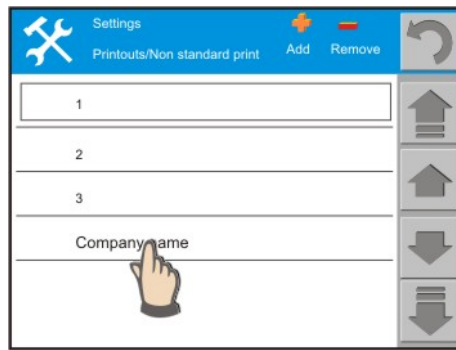 Settings
Printouts/Non standard print
Add Remove
1
2
3
Company name